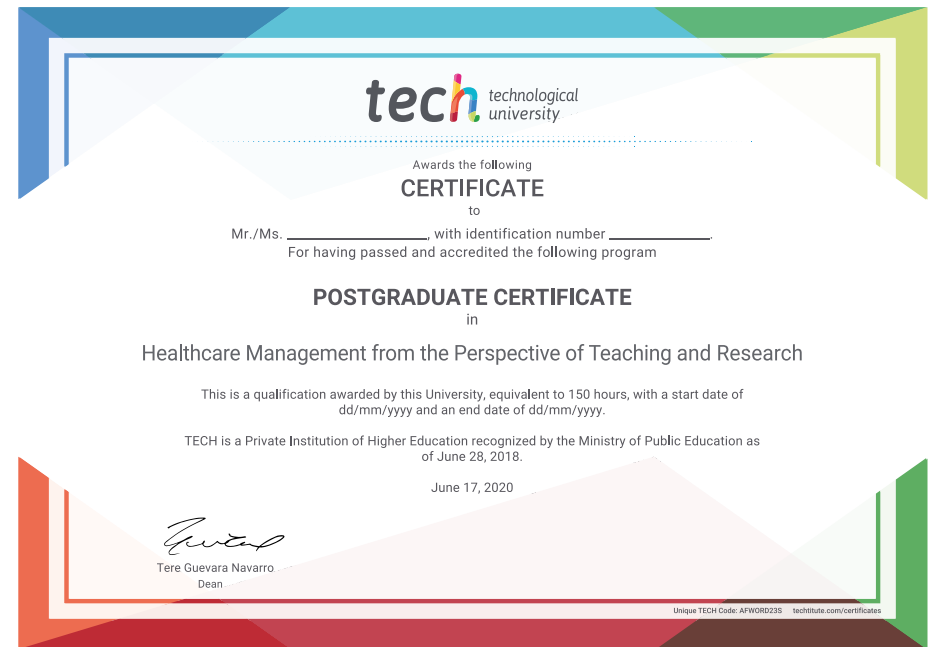 tech technological
university
Awards the following
CERTIFICATE
to
Mr./Ms. ____________________, with identification number ______________.
For having passed and accredited the following program
POSTGRADUATE CERTIFICATE
in
Healthcare Management from the Perspective of Teaching and Research
This is a qualification awarded by this University, equivalent to 150 hours, with a start date of
dd/mm/yyyy and an end date of dd/mm/yyyy.
TECH is a Private Institution of Higher Education recognized by the Ministry of Public Education as
of June 28, 2018.
June 17, 2020
Tere Guevara Navarro
Dean
Unique TECH Code: AFWORD23S techtitute.com/certificates